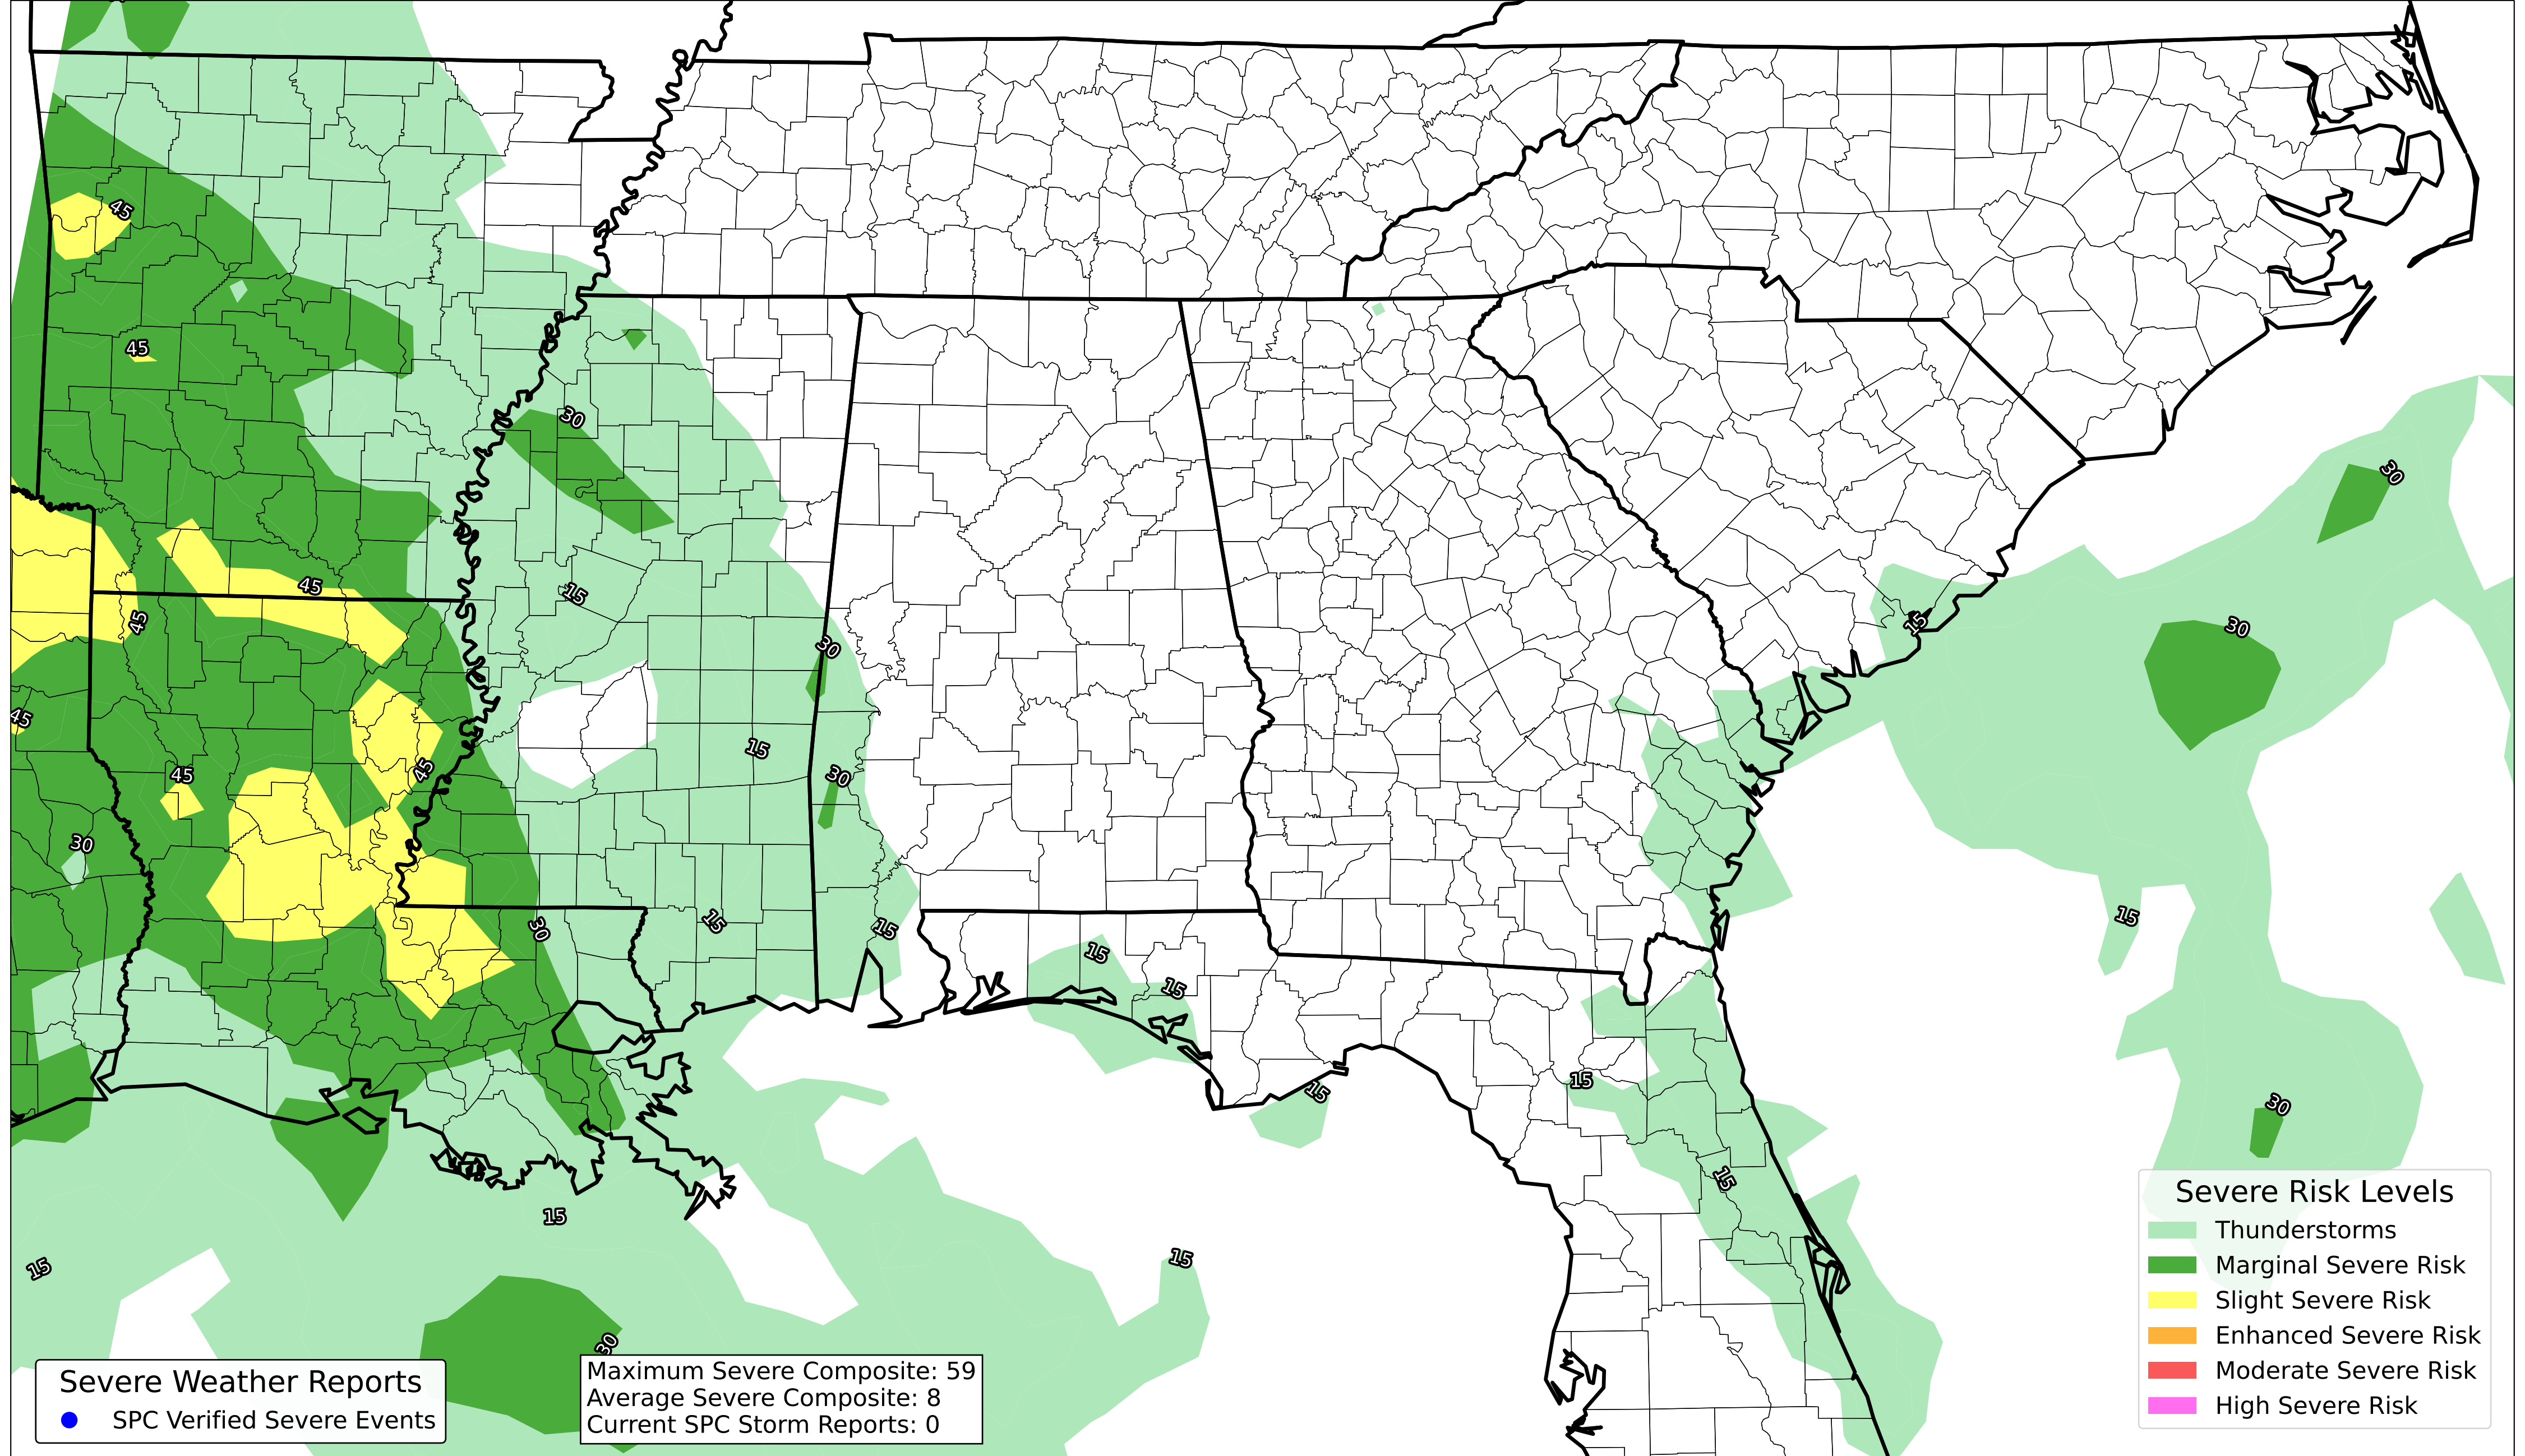 45
45
30
30
45
15
45
15
30
30
45
15
45
45
30
30
15
15
30
15
15
15
15
15
30
15
15
15
15
15
30
Severe Weather Reports
SPC Verified Severe Events
Maximum Severe Composite: 59
Average Severe Composite: 8
Current SPC Storm Reports: 0
Severe Risk Levels
Thunderstorms
Marginal Severe Risk
Slight Severe Risk
Enhanced Severe Risk
Moderate Severe Risk
High Severe Risk